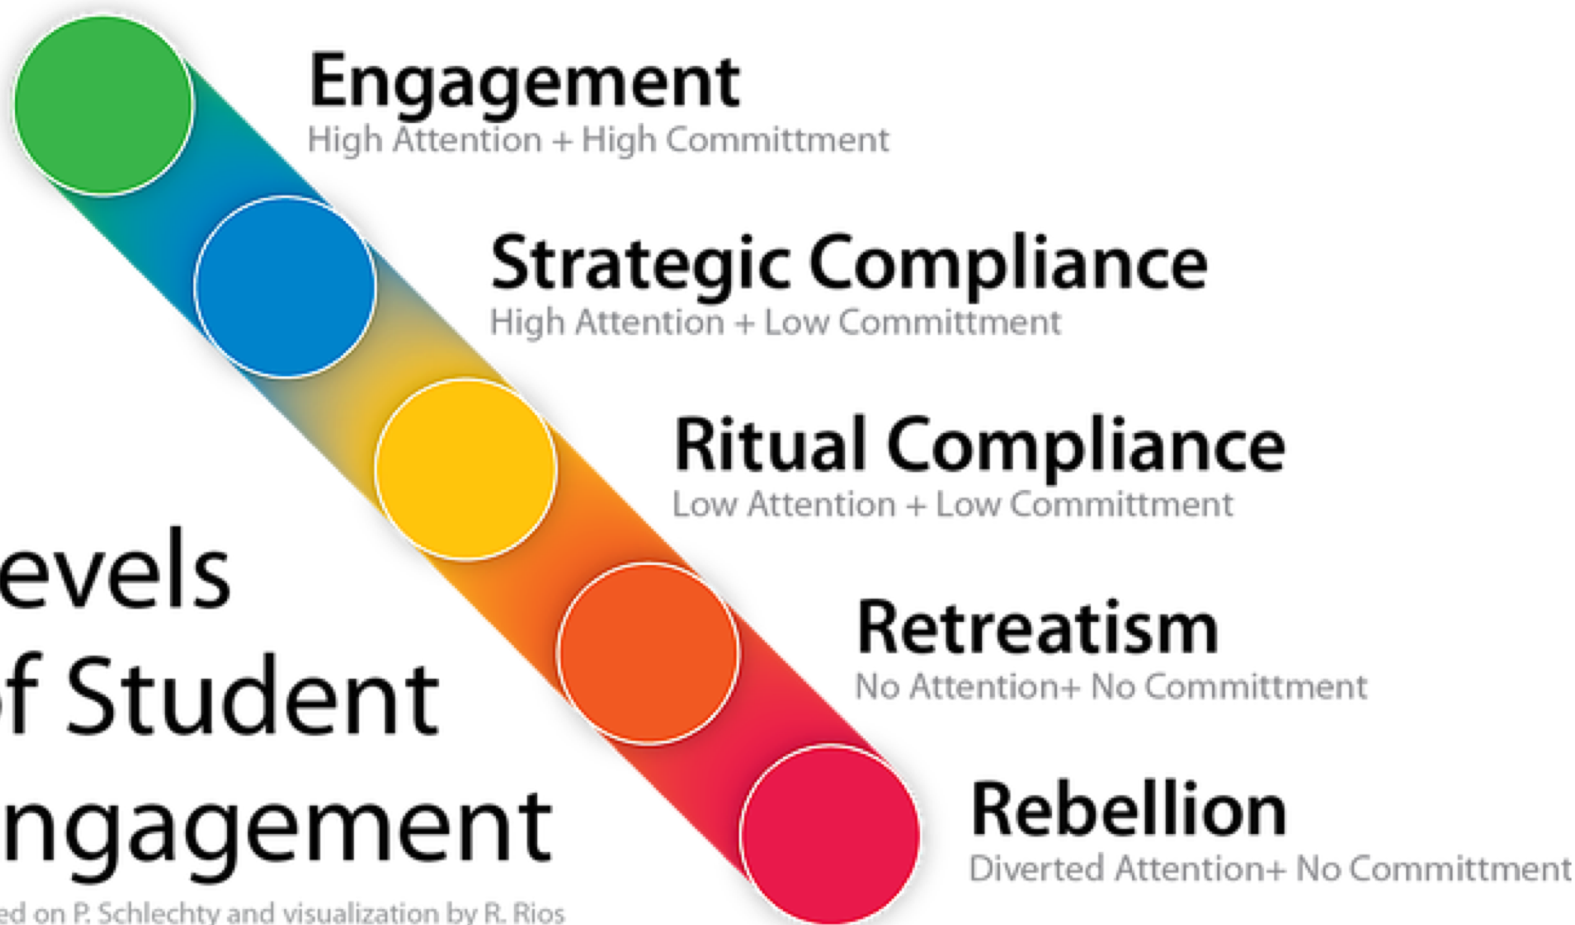 Engagement
High Attention + High Committment
Strategic Compliance
High Attention + Low Committment
Ritual Compliance
Low Attention + Low Committment
Retreatism
No Attention+ No Committment
Rebellion
Diverted Attention+ No Committment
evels
of Student
ngagement
ed on P. Schlechty and visualization by R. Rios